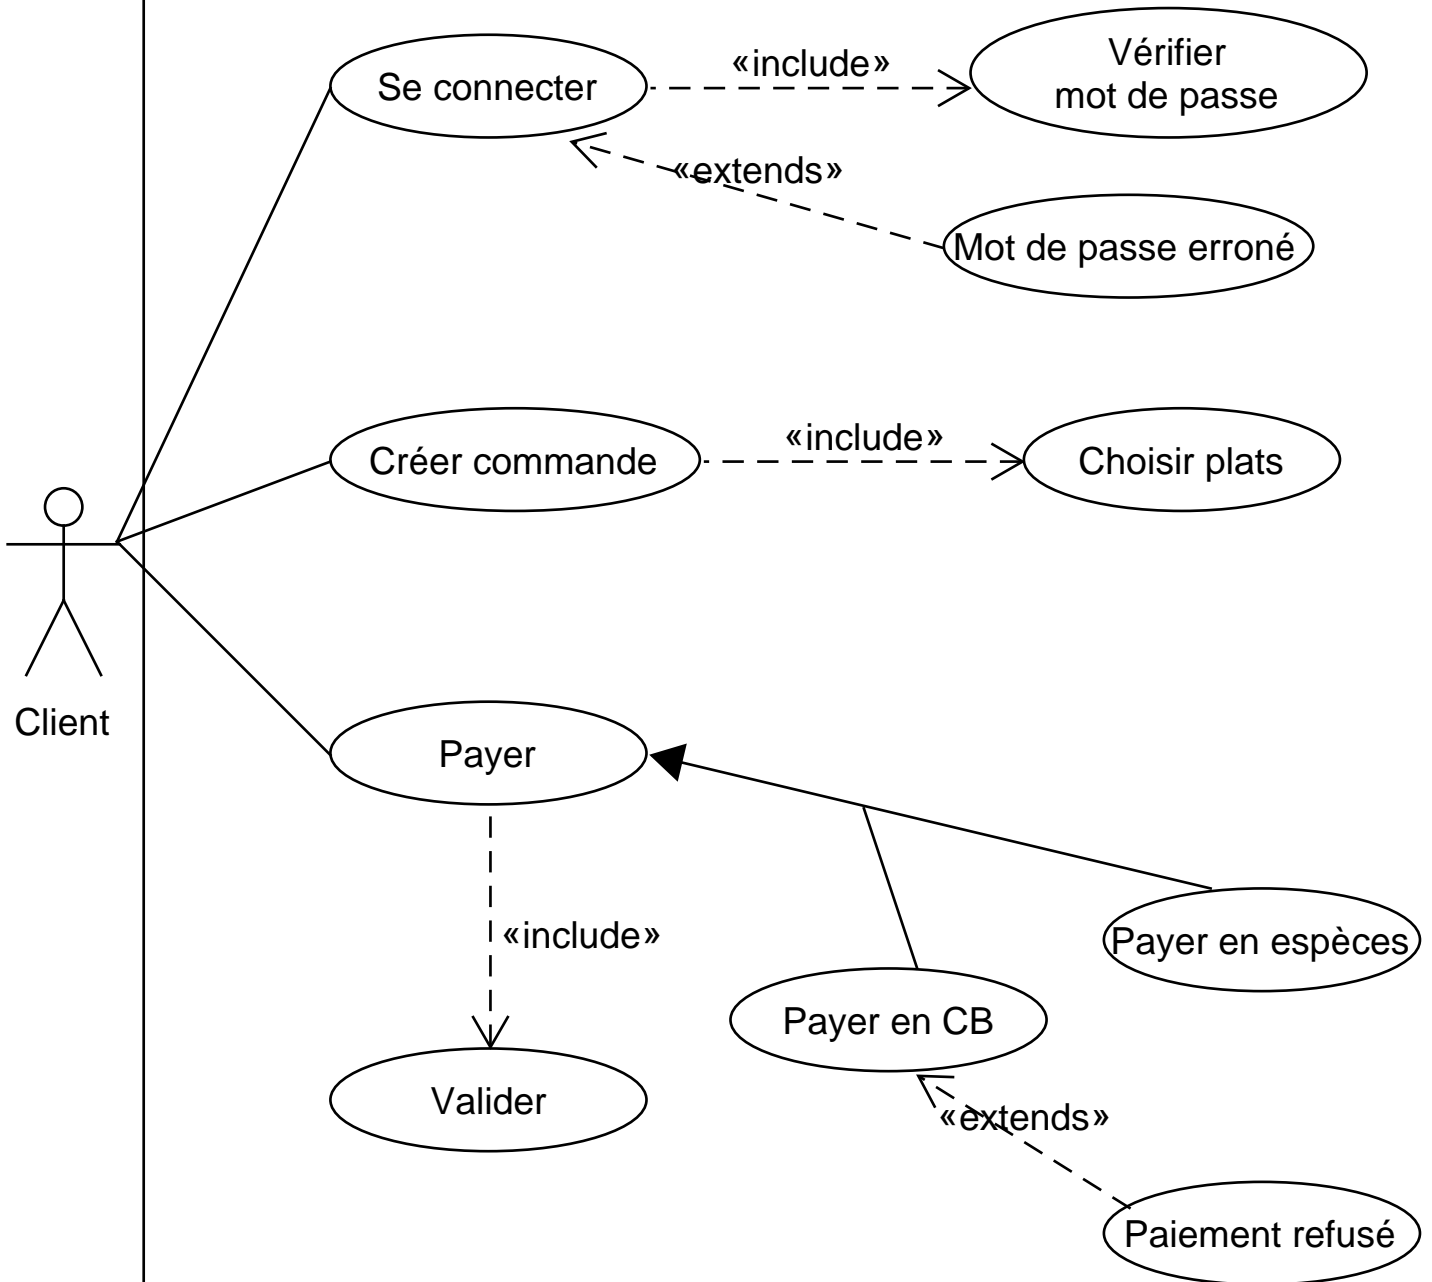 Se connecter
«include»
Vérifier
mot de passe
«extends»
Mot de passe erroné
Créer commande
«include»
Choisir plats
Client
Payer
«include»
Payer en espèces
Payer en CB
Valider
«extends»
Paiement refusé